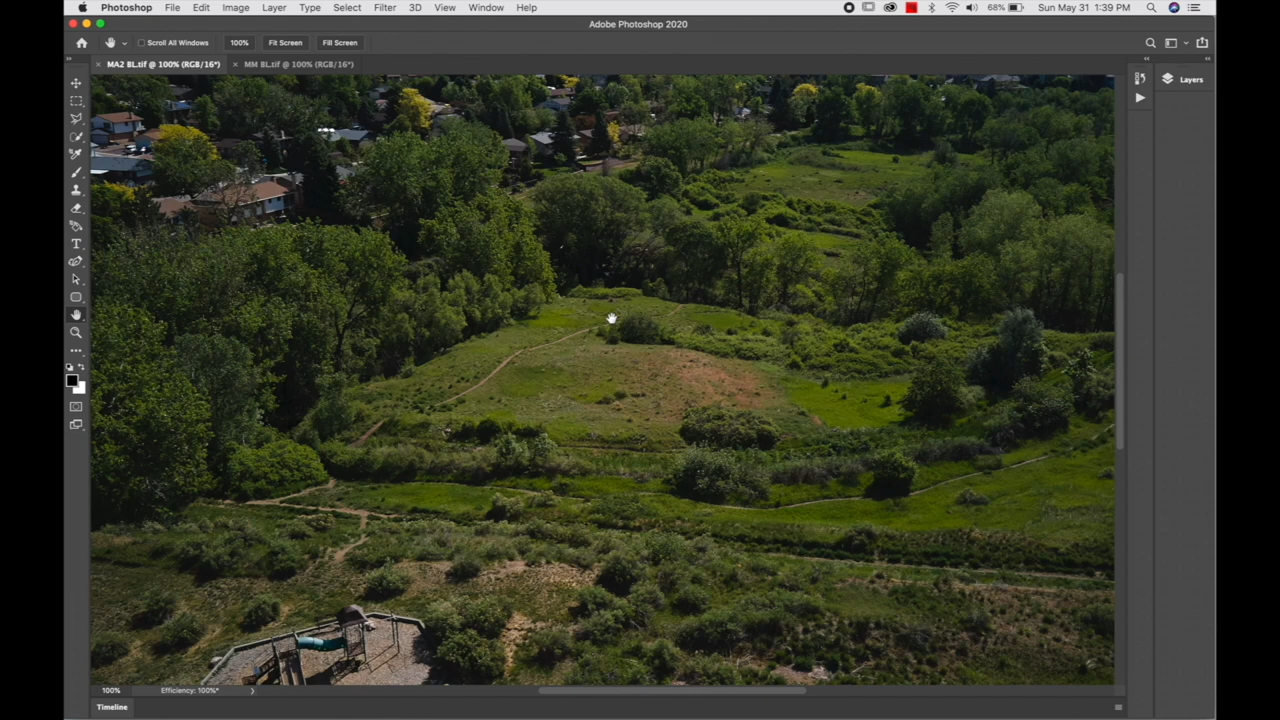 Photoshop File Edit Image Layer Type Select Filter 3D View Window Help 68% Sun May 31 1:39 PM
Adobe Photoshop 2020
Scroll All Windows 100% Fit Screen Fill Screen
× MA2 BL.tif @ 100% (RGB/16*) × MM BL.tif @ 100% (RGB/16*)
Layers
100% Efficiency: 100%*
Timeline